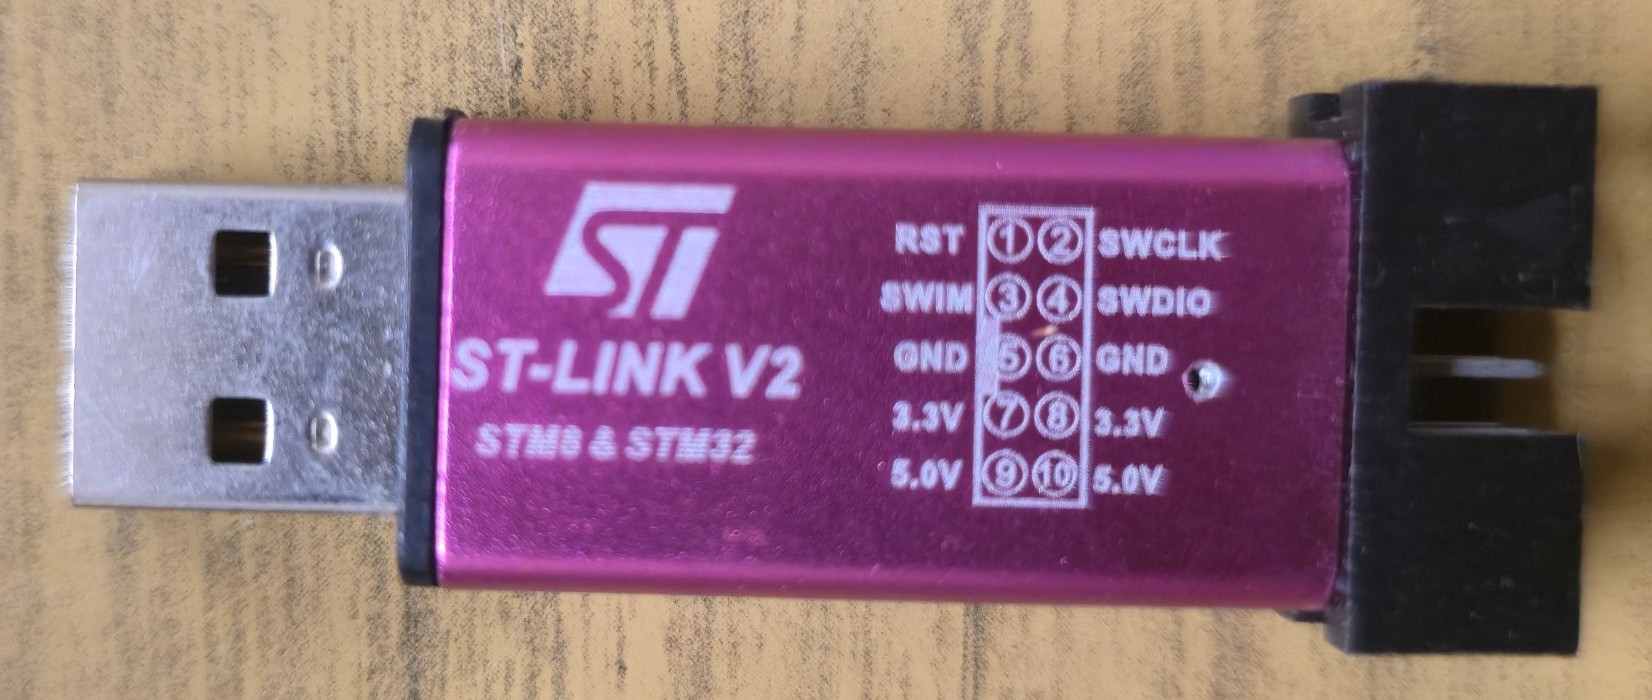 ST
ST-LINK V2
STM8 & STM32
RST 1 2 SWCLK
SWIM 3 4 SWDIO
GND 5 6 GND
3.3V 7 8 3.3V
5.0V 9 10 5.0V